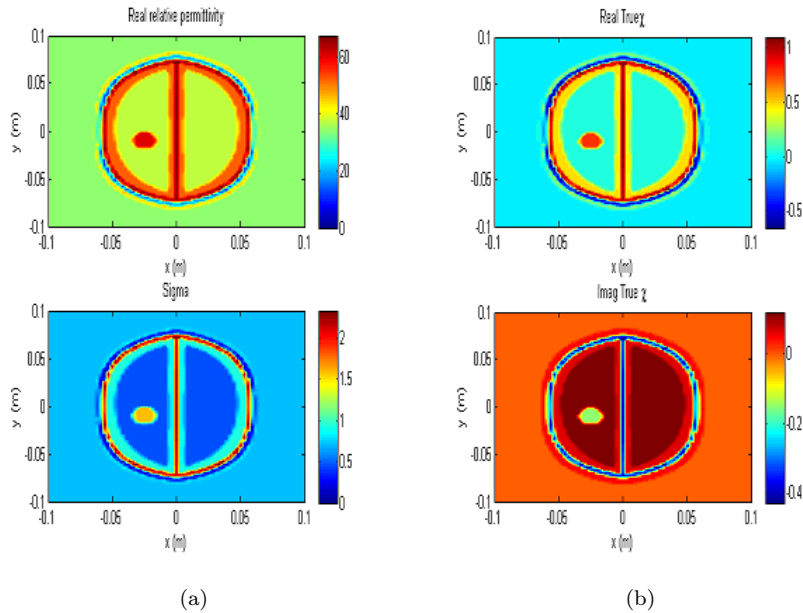 Real relative permittivity
0.1
0.05
0
-0.05
-0.1
y (m)
-0.1 -0.05 0 0.05 0.1
x (m)
60
40
20
0
Real Trueχ
0.1
0.05
0
-0.05
-0.1
y (m)
-0.1 -0.05 0 0.05 0.1
x (m)
1
0.5
0
-0.5
Sigma
0.1
0.05
0
-0.05
-0.1
y (m)
-0.1 -0.05 0 0.05 0.1
x (m)
2
1.5
1
0.5
0
Imag True χ
0.1
0.05
0
-0.05
-0.1
y (m)
-0.1 -0.05 0 0.05 0.1
x (m)
0
-0.2
-0.4
(a)
(b)